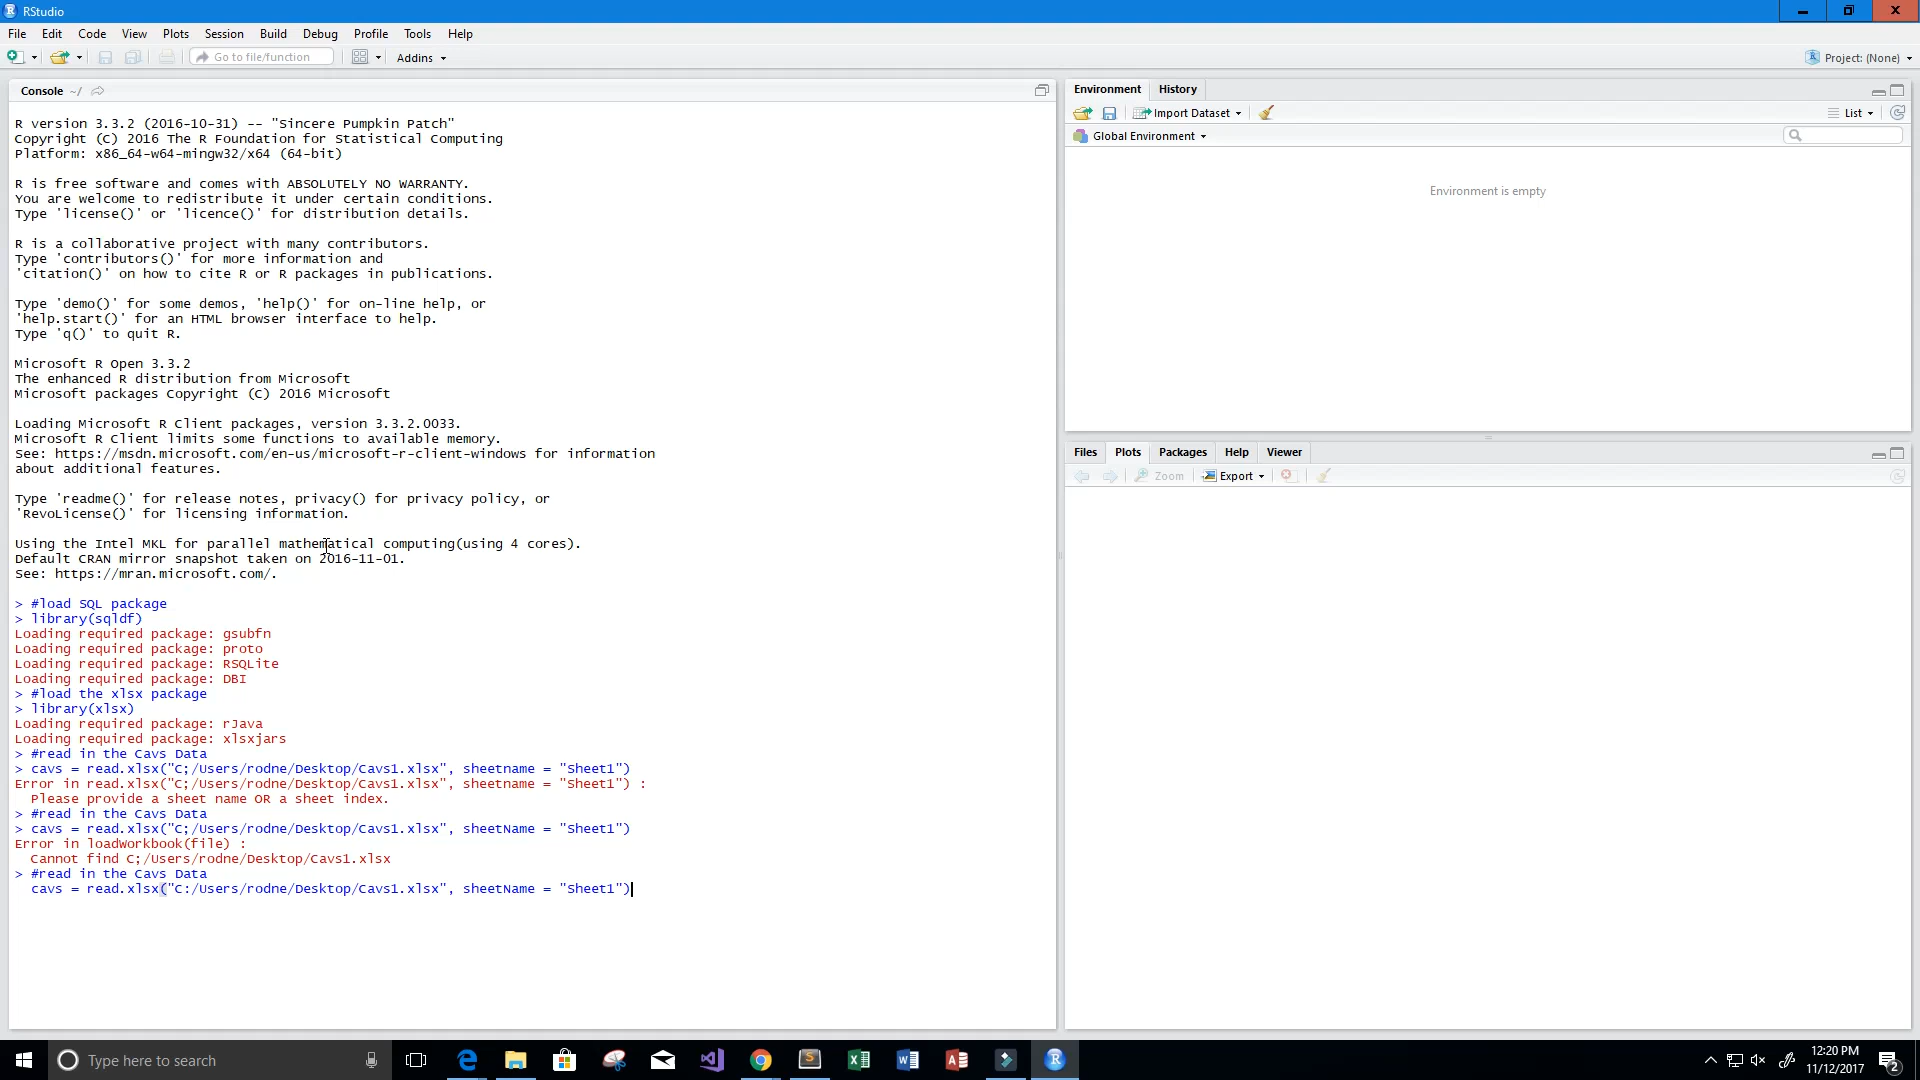 RStudio
File Edit Code View Plots Session Build Debug Profile Tools Help
Go to file/function Addins Project: (None)
Console ~/
R version 3.3.2 (2016-10-31) -- "Sincere Pumpkin Patch"
Copyright (C) 2016 The R Foundation for Statistical Computing
Platform: x86_64-w64-mingw32/x64 (64-bit)
R is free software and comes with ABSOLUTELY NO WARRANTY.
You are welcome to redistribute it under certain conditions.
Type 'license()' or 'licence()' for distribution details.
R is a collaborative project with many contributors.
Type 'contributors()' for more information and
'citation()' on how to cite R or R packages in publications.
Type 'demo()' for some demos, 'help()' for on-line help, or
'help.start()' for an HTML browser interface to help.
Type 'q()' to quit R.
Microsoft R Open 3.3.2
The enhanced R distribution from Microsoft
Microsoft packages Copyright (C) 2016 Microsoft
Loading Microsoft R Client packages, version 3.3.2.0033.
Microsoft R Client limits some functions to available memory.
See: https://msdn.microsoft.com/en-us/microsoft-r-client-windows for information
about additional features.
Type 'readme()' for release notes, privacy() for privacy policy, or
'RevoLicense()' for licensing information.
Using the Intel MKL for parallel mathematical computing(using 4 cores).
Default CRAN mirror snapshot taken on 2016-11-01.
See: https://mran.microsoft.com/.
> #load SQL package
> library(sqldf)
Loading required package: gsubfn
Loading required package: proto
Loading required package: RSQLite
Loading required package: DBI
> #load the xlsx package
> library(xlsx)
Loading required package: rJava
Loading required package: xlsxjars
> #read in the Cavs Data
> cavs = read.xlsx("C;/Users/rodne/Desktop/Cavs1.xlsx", sheetname = "Sheet1")
Error in read.xlsx("C;/Users/rodne/Desktop/Cavs1.xlsx", sheetname = "Sheet1") :
Please provide a sheet name OR a sheet index.
> #read in the Cavs Data
> cavs = read.xlsx("C;/Users/rodne/Desktop/Cavs1.xlsx", sheetName = "Sheet1")
Error in loadWorkbook(file) :
Cannot find C;/Users/rodne/Desktop/Cavs1.xlsx
> #read in the Cavs Data
cavs = read.xlsx("C:/Users/rodne/Desktop/Cavs1.xlsx", sheetName = "Sheet1")
Environment History
Import Dataset List
Global Environment
Environment is empty
Files Plots Packages Help Viewer
Zoom Export
Type here to search
12:20 PM
11/12/2017
2